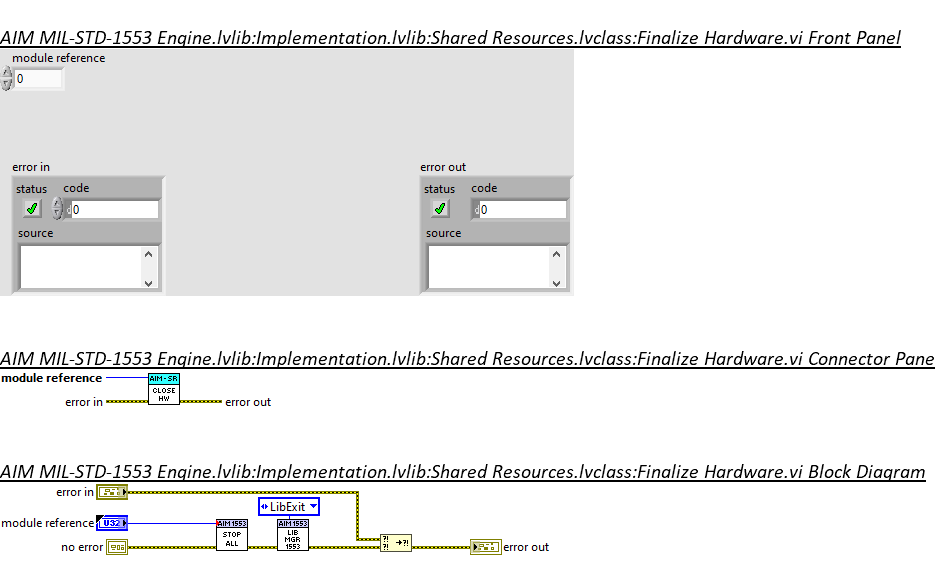 AIM MIL-STD-1553 Engine.lvlib:Implementation.lvlib:Shared Resources.lvclass:Finalize Hardware.vi Front Panel
module reference
0
error in
error out
status code
status code
0
0
source
source
AIM MIL-STD-1553 Engine.lvlib:Implementation.lvlib:Shared Resources.lvclass:Finalize Hardware.vi Connector Pane
module reference
AIM-SR
CLOSE
HW
error in
error out
AIM MIL-STD-1553 Engine.lvlib:Implementation.lvlib:Shared Resources.lvclass:Finalize Hardware.vi Block Diagram
error in
LibExit
module reference
U32
AIM1553
STOP
ALL
AIM1553
LIB
MGR
1553
?!
?!
→?!
no error
error out